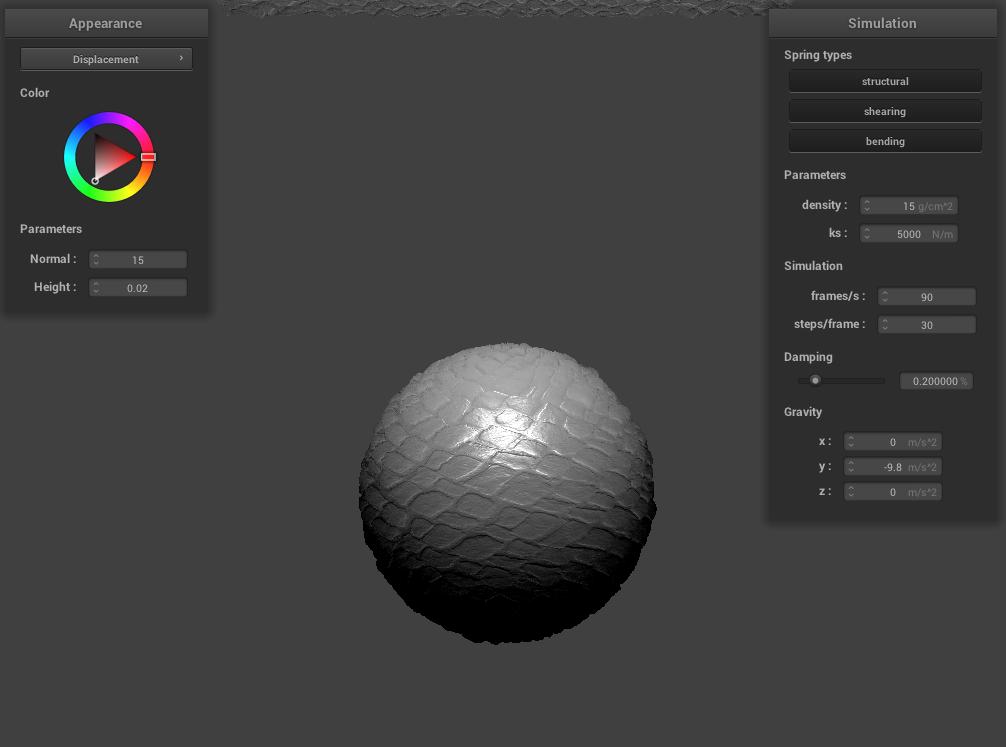 Appearance
Displacement ›
Color
Parameters
Normal : 15
Height : 0.02
Simulation
Spring types
structural
shearing
bending
Parameters
density : 15 g/cm^2
ks : 5000 N/m
Simulation
frames/s : 90
steps/frame : 30
Damping
0.200000 %
Gravity
x : 0 m/s^2
y : -9.8 m/s^2
z : 0 m/s^2